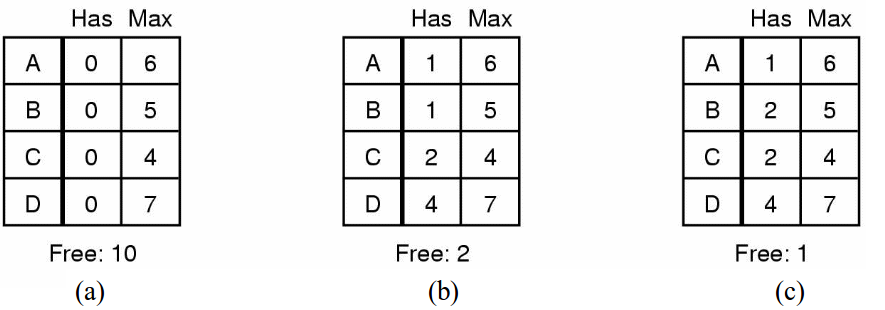 Has Max Has Max Has Max
A 0 6 A 1 6 A 1 6
B 0 5 B 1 5 B 2 5
C 0 4 C 2 4 C 2 4
D 0 7 D 4 7 D 4 7
Free: 10 Free: 2 Free: 1
(a) (b) (c)